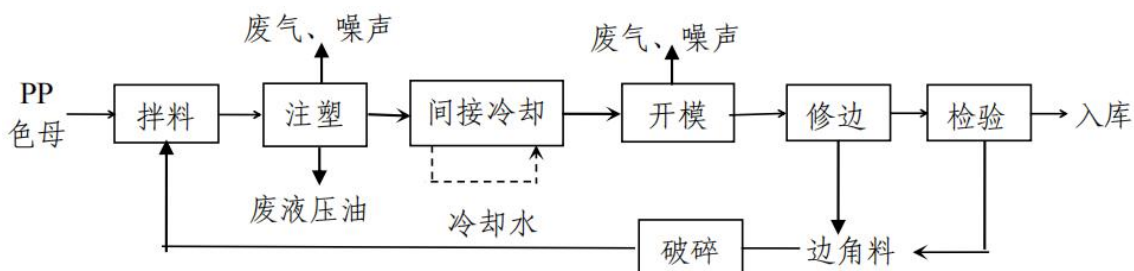 废气、噪声
废气、噪声
PP
色母
拌料
注塑
间接冷却
开模
修边
检验
入库
废液压油
冷却水
破碎
边角料